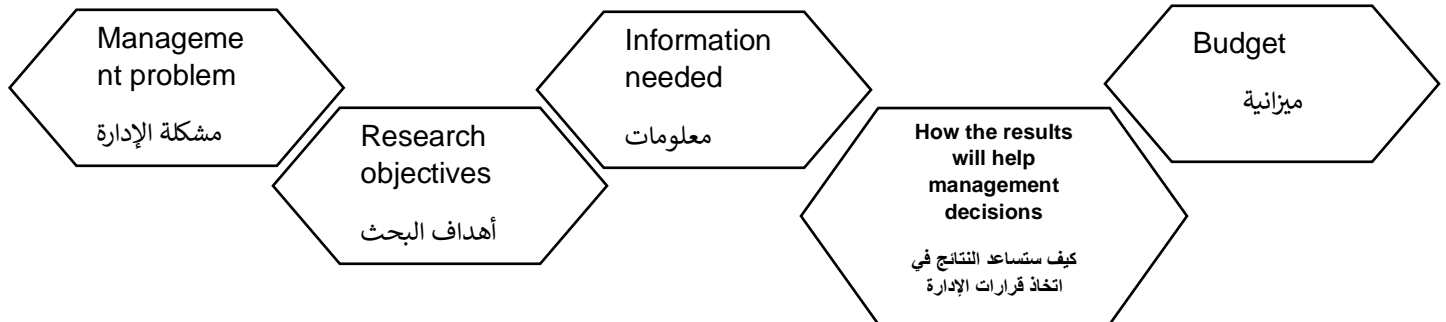 Manageme
nt problem
مشكلة الإدارة
Research
objectives
أهداف البحث
Information
needed
معلومات
How the results
will help
management
decisions
كيف ستساعد النتائج في
اتخاذ قرارات الإدارة
Budget
ميزانية